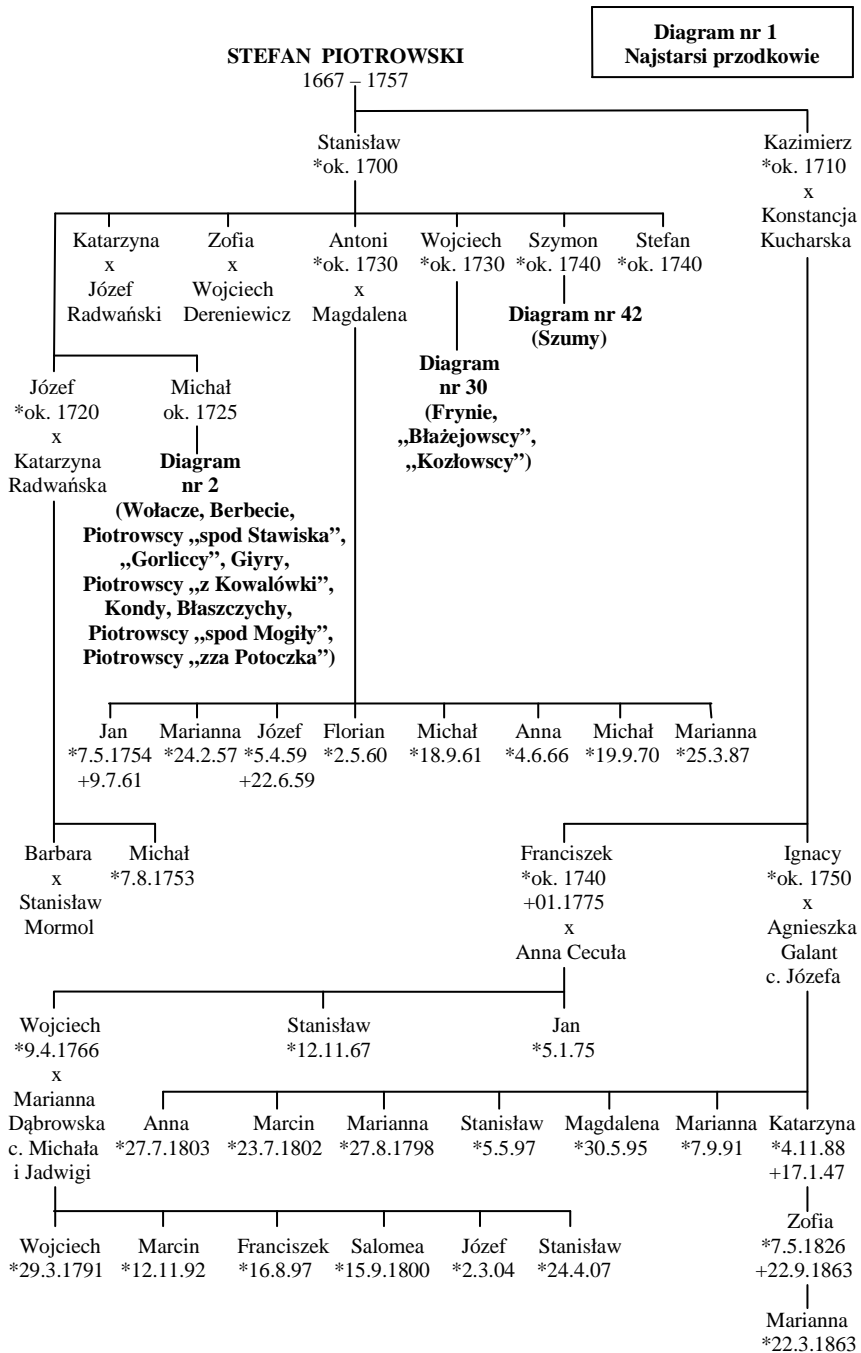 Diagram nr 1
Najstarsi przodkowie
STEFAN PIOTROWSKI
1667 – 1757
Stanisław
*ok. 1700
Kazimierz
*ok. 1710
x
Konstancja
Kucharska
Katarzyna
x
Józef
Radwański
Zofia
x
Wojciech
Dereniewicz
Antoni
*ok. 1730
x
Magdalena
Wojciech
*ok. 1730
Szymon
*ok. 1740
Stefan
*ok. 1740
Diagram nr 42
(Szumy)
Diagram
nr 30
(Frynie,
„Błażejowscy”,
„Kozłowscy”)
Józef
*ok. 1720
x
Katarzyna
Radwańska
Michał
ok. 1725
Diagram
nr 2
(Wołacze, Berbecie,
Piotrowscy „spod Stawiska”,
„Gorliccy”, Giyry,
Piotrowscy „z Kowalówki”,
Kondy, Błaszczychy,
Piotrowscy „spod Mogiły”,
Piotrowscy „zza Potoczka”)
Jan
*7.5.1754
+9.7.61
Marianna
*24.2.57
Józef
*5.4.59
+22.6.59
Florian
*2.5.60
Michał
*18.9.61
Anna
*4.6.66
Michał
*19.9.70
Marianna
*25.3.87
Barbara
x
Stanisław
Mormol
Michał
*7.8.1753
Franciszek
*ok. 1740
+01.1775
x
Anna Cecuła
Ignacy
*ok. 1750
x
Agnieszka
Galant
c. Józefa
Wojciech
*9.4.1766
x
Marianna
Dąbrowska
c. Michała
i Jadwigi
Stanisław
*12.11.67
Jan
*5.1.75
Anna
*27.7.1803
Marcin
*23.7.1802
Marianna
*27.8.1798
Stanisław
*5.5.97
Magdalena
*30.5.95
Marianna
*7.9.91
Katarzyna
*4.11.88
+17.1.47
Wojciech
*29.3.1791
Marcin
*12.11.92
Franciszek
*16.8.97
Salomea
*15.9.1800
Józef
*2.3.04
Stanisław
*24.4.07
Zofia
*7.5.1826
+22.9.1863
Marianna
*22.3.1863